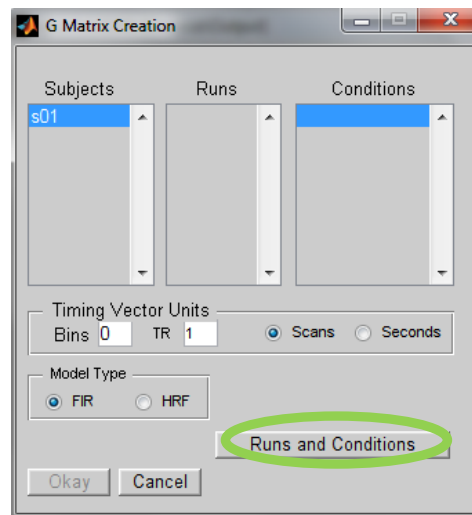 G Matrix Creation
Subjects Runs Conditions
s01
Timing Vector Units
Bins 0 TR 1 Scans Seconds
Model Type
FIR HRF
Runs and Conditions
Okay Cancel